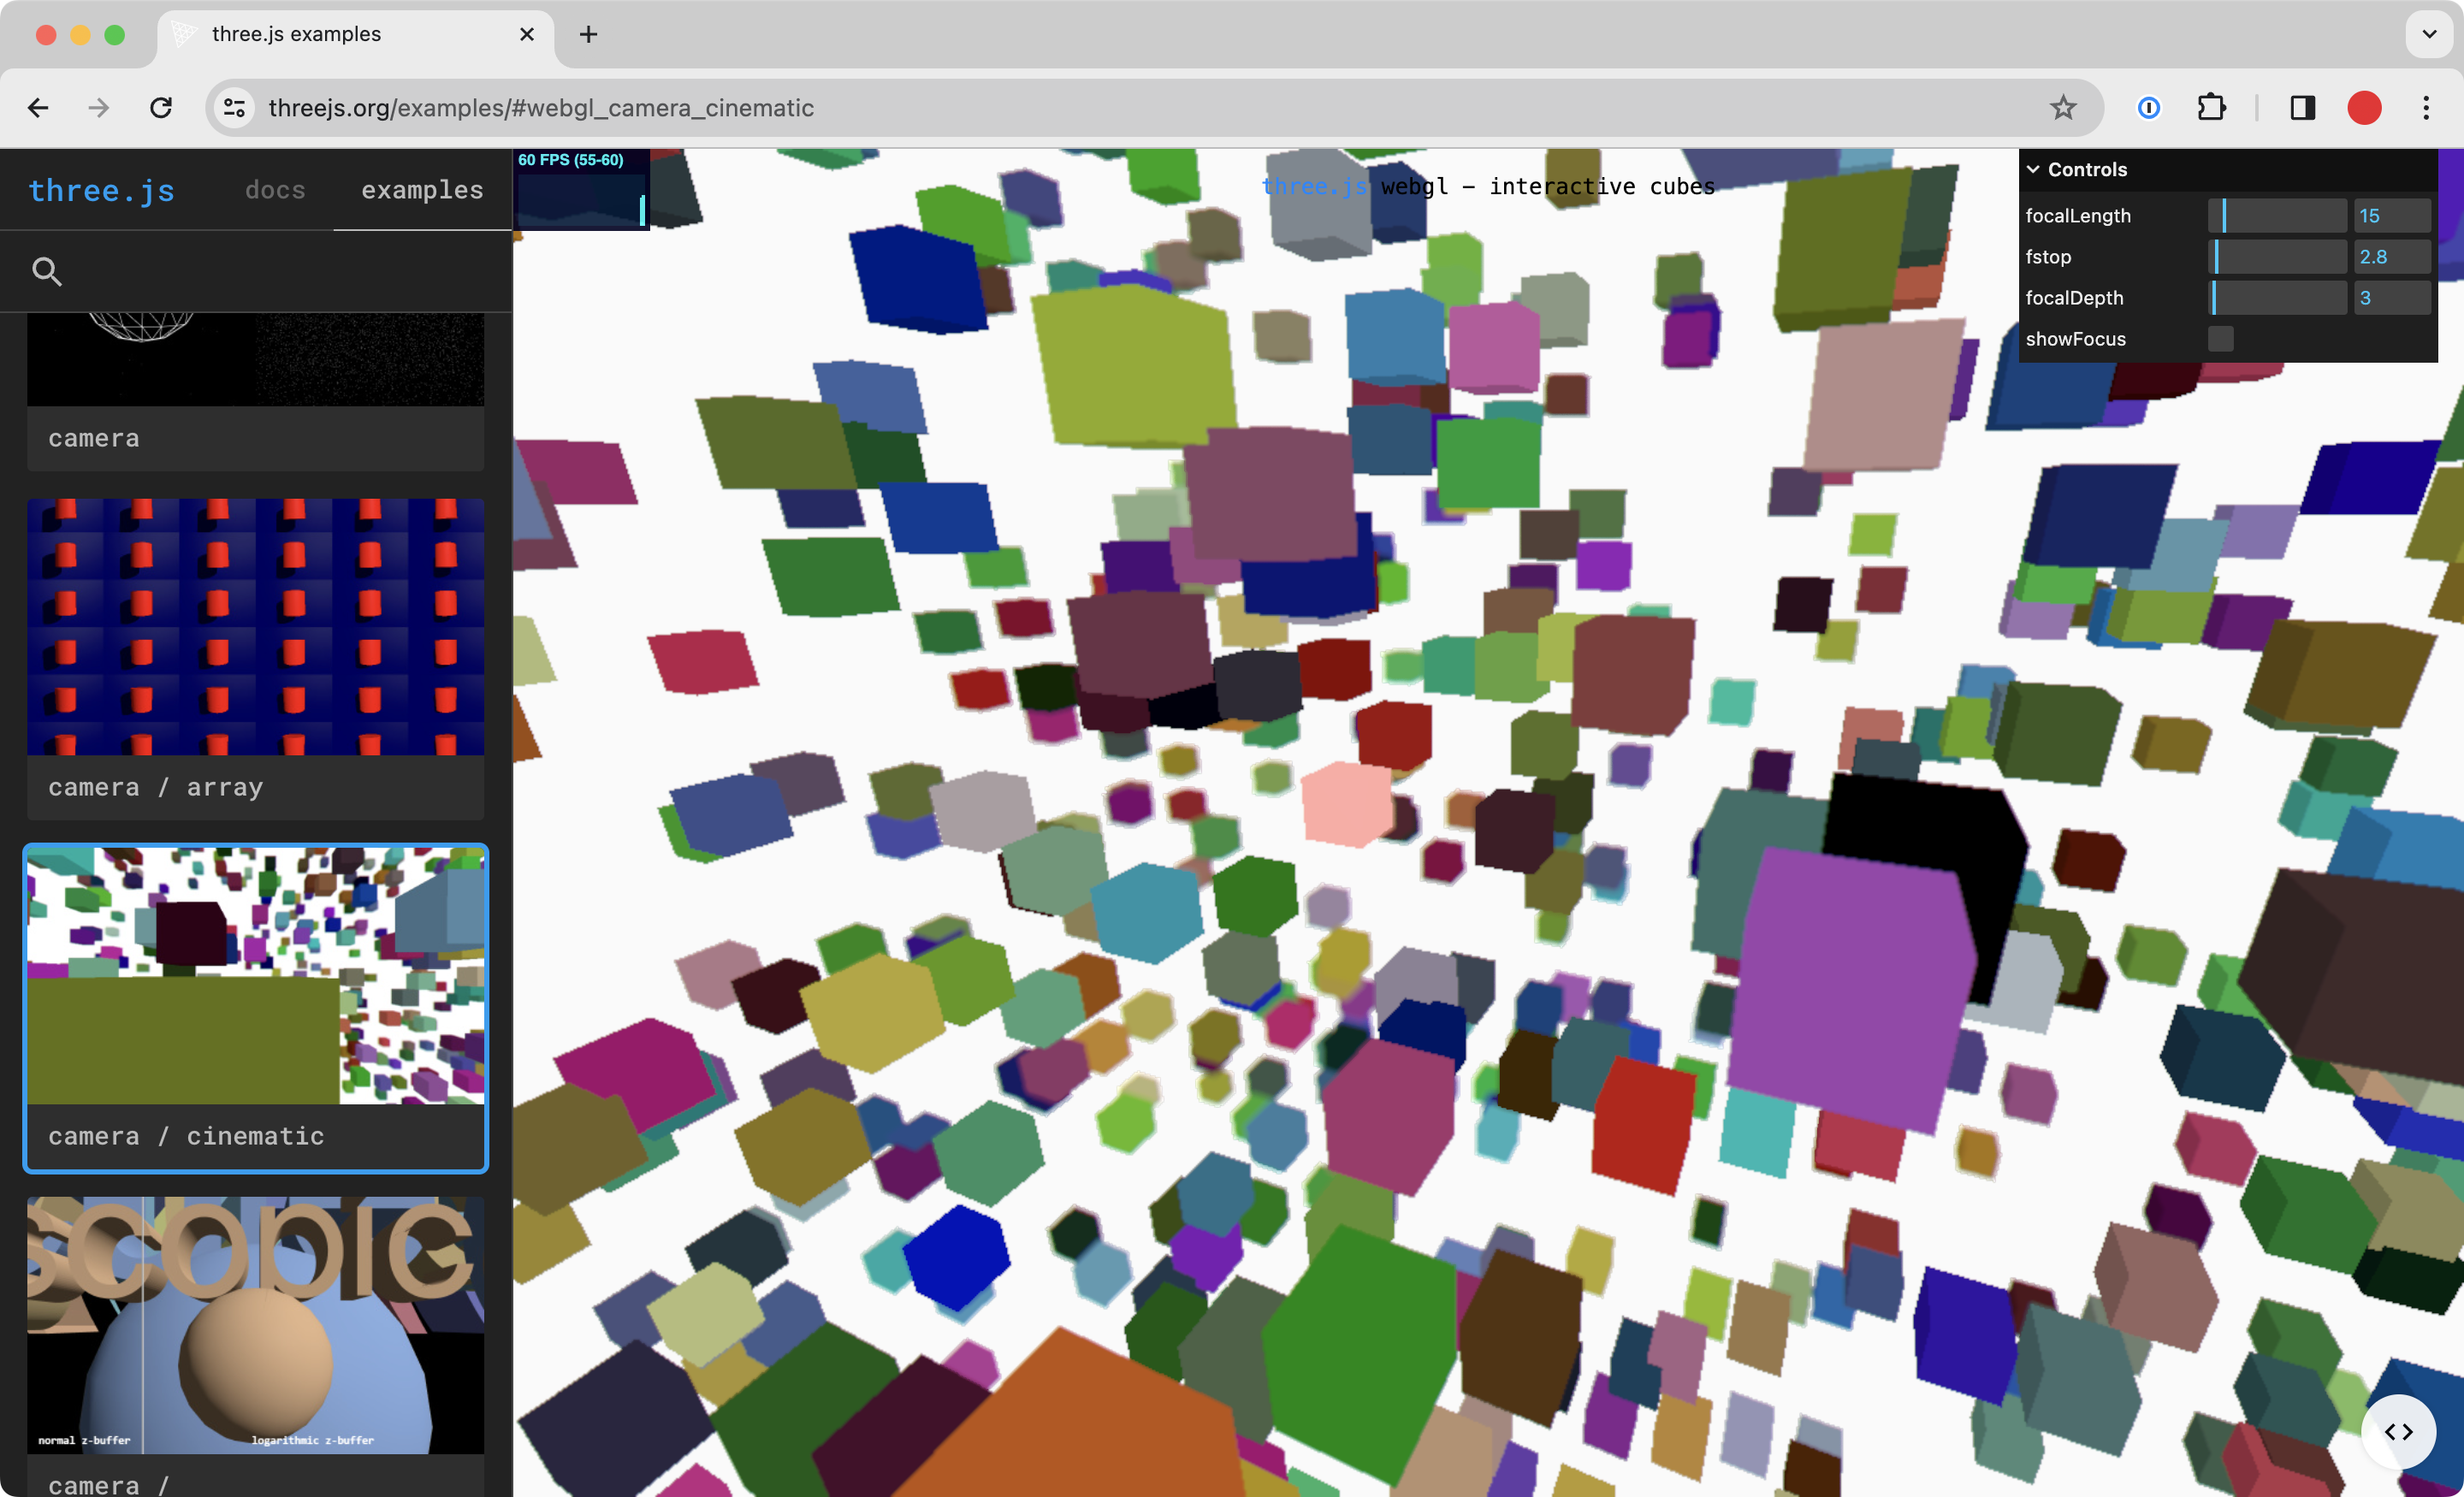 three.js examples
threejs.org/examples/#webgl_camera_cinematic
three.js docs examples
camera
camera / array
camera / cinematic
SCOPIC
normal z-buffer logarithmic z-buffer
camera /
60 FPS (55-60)
three.js webgl - interactive cubes
Controls
focalLength 15
fstop 2.8
focalDepth 3
showFocus